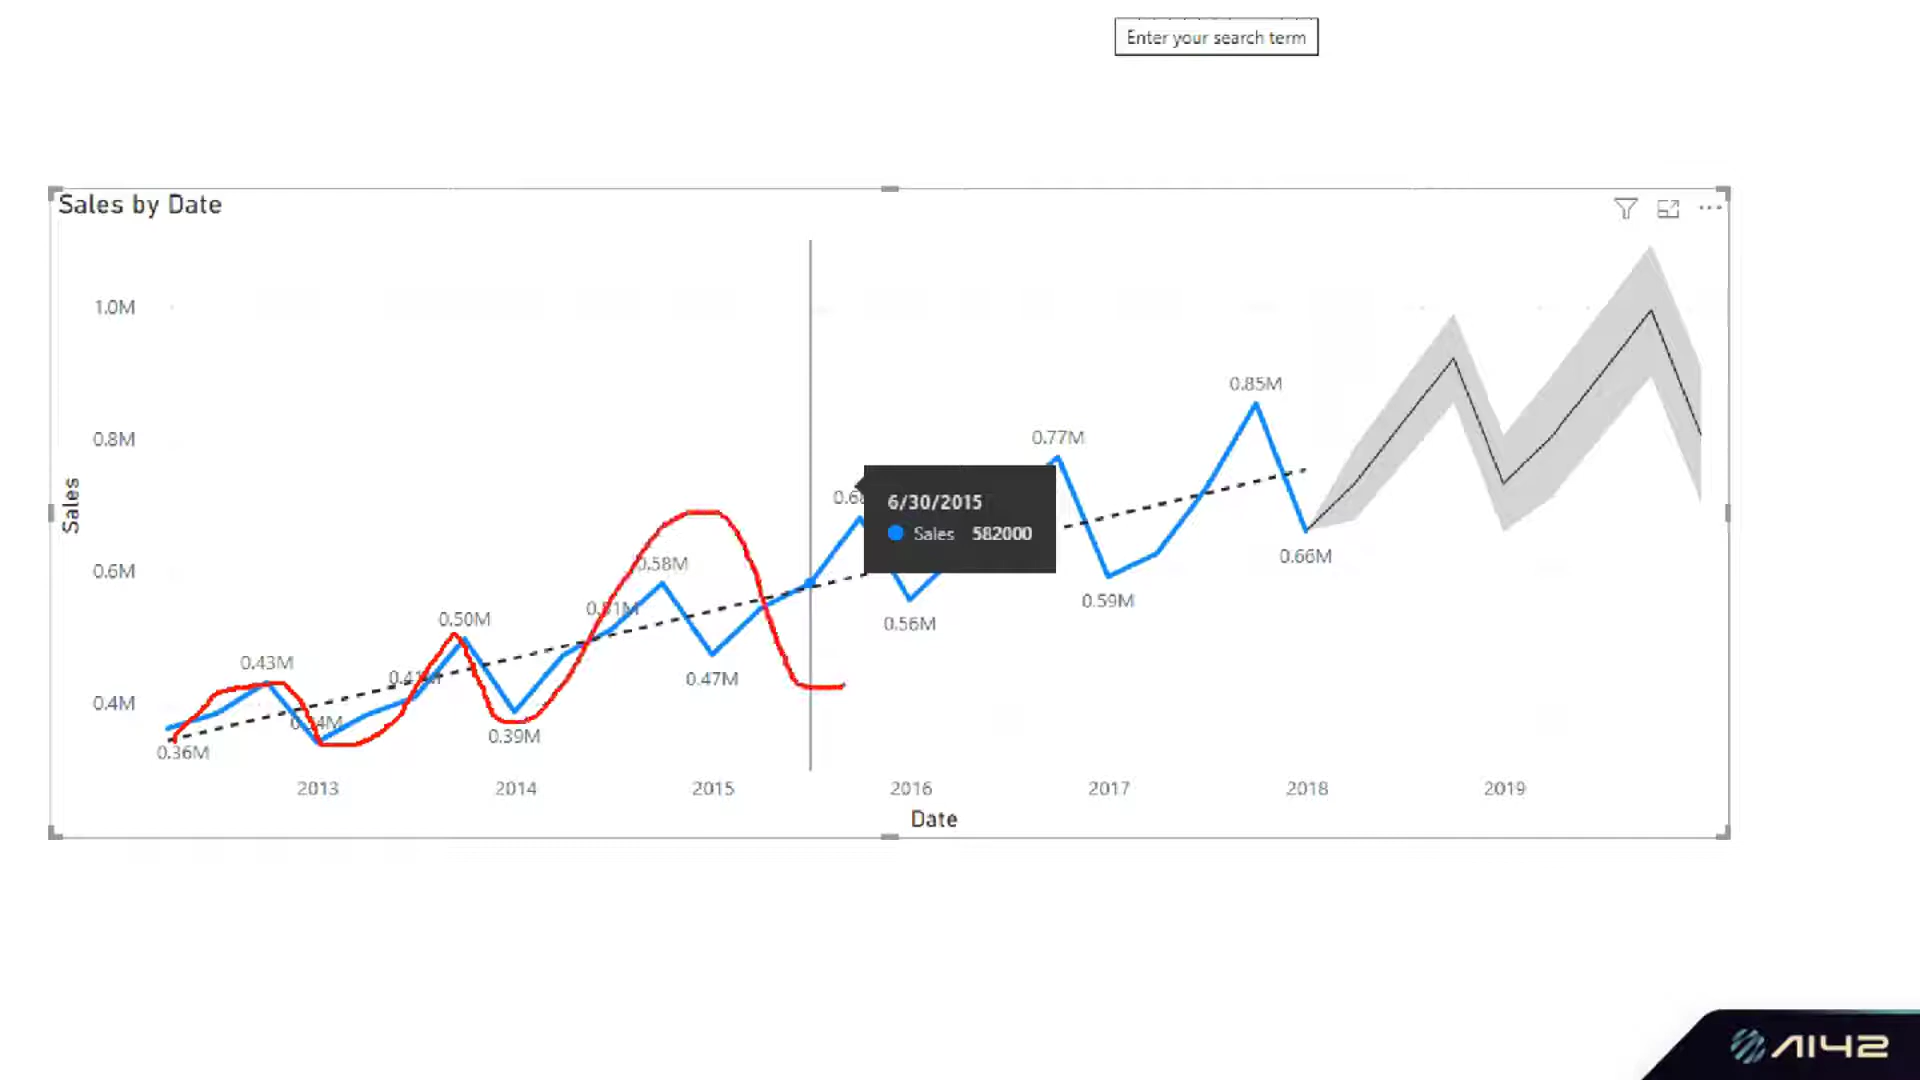 Enter your search term
Sales by Date
1.0M
0.8M
0.6M
0.4M
Sales
0.36M
0.43M
0.50M
0.39M
0.58M
0.47M
6/30/2015
Sales 582000
0.56M
0.77M
0.59M
0.85M
0.66M
2013 2014 2015 2016 2017 2018 2019
Date
AI42